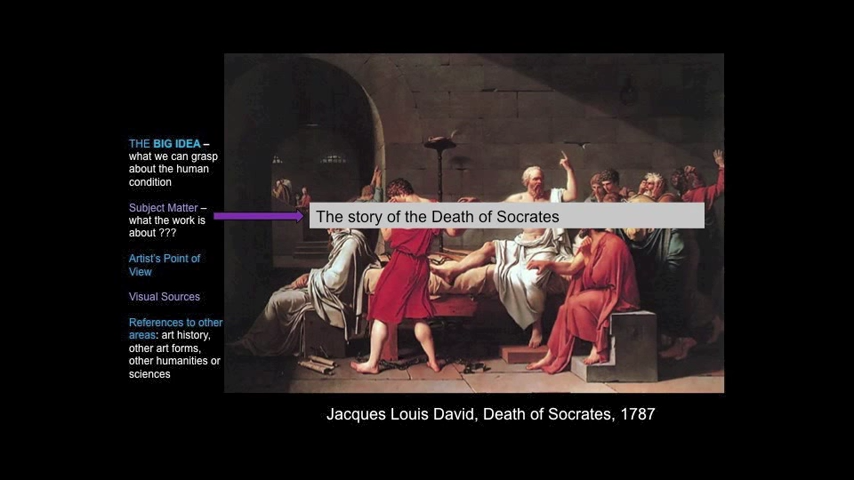 THE BIG IDEA –
what we can grasp
about the human
condition
Subject Matter –
what the work is
about ???
Artist's Point of
View
Visual Sources
References to other
areas: art history,
other art forms,
other humanities or
sciences
The story of the Death of Socrates
Jacques Louis David, Death of Socrates, 1787